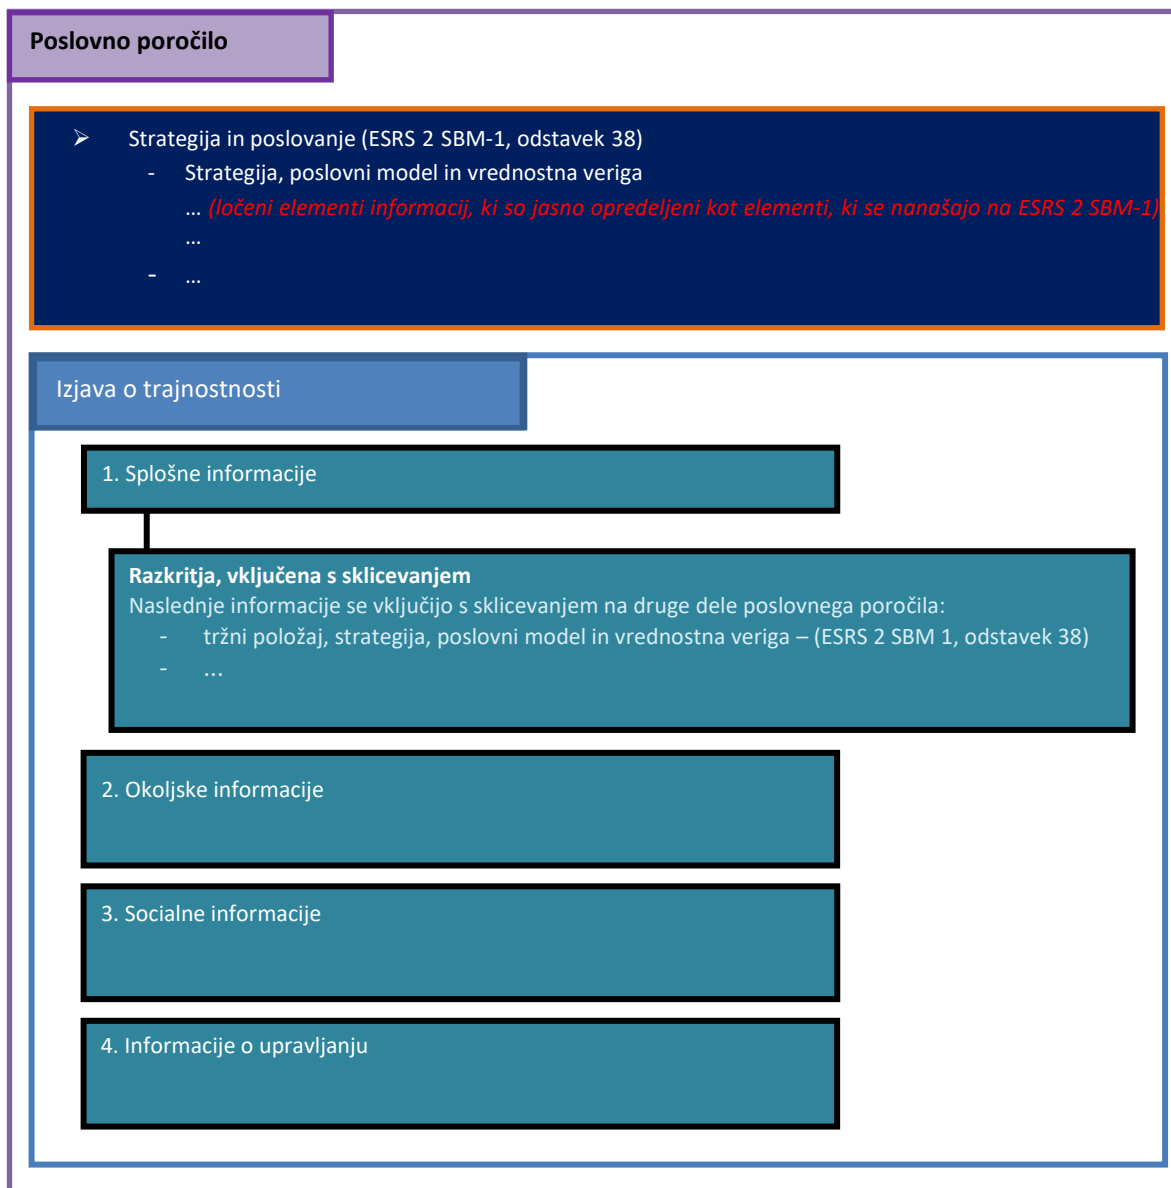 Poslovno poročilo
➢ Strategija in poslovanje (ESRS 2 SBM-1, odstavek 38)
- Strategija, poslovni model in vrednostna veriga
… (ločeni elementi informacij, ki so jasno opredeljeni kot elementi, ki se nanašajo na ESRS 2 SBM-1)
…
- …
Izjava o trajnostnosti
1. Splošne informacije
Razkritja, vključena s sklicevanjem
Naslednje informacije se vključijo s sklicevanjem na druge dele poslovnega poročila:
- tržni položaj, strategija, poslovni model in vrednostna veriga – (ESRS 2 SBM 1, odstavek 38)
- …
2. Okoljske informacije
3. Socialne informacije
4. Informacije o upravljanju